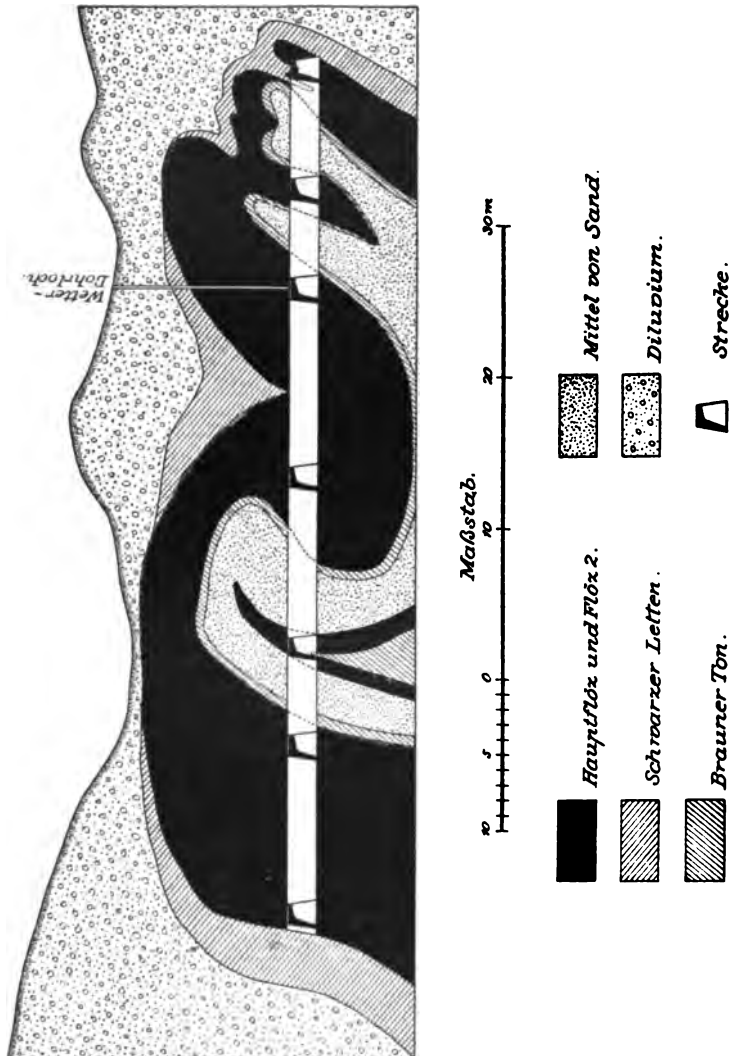 Wetter-
Bohrloch.
Maßstab.
10 5 0 10 20 30m
Hauptflöz und Flöz 2.
Schwarzer Letten.
Brauner Ton.
Mittel von Sand.
Diluvium.
Strecke.